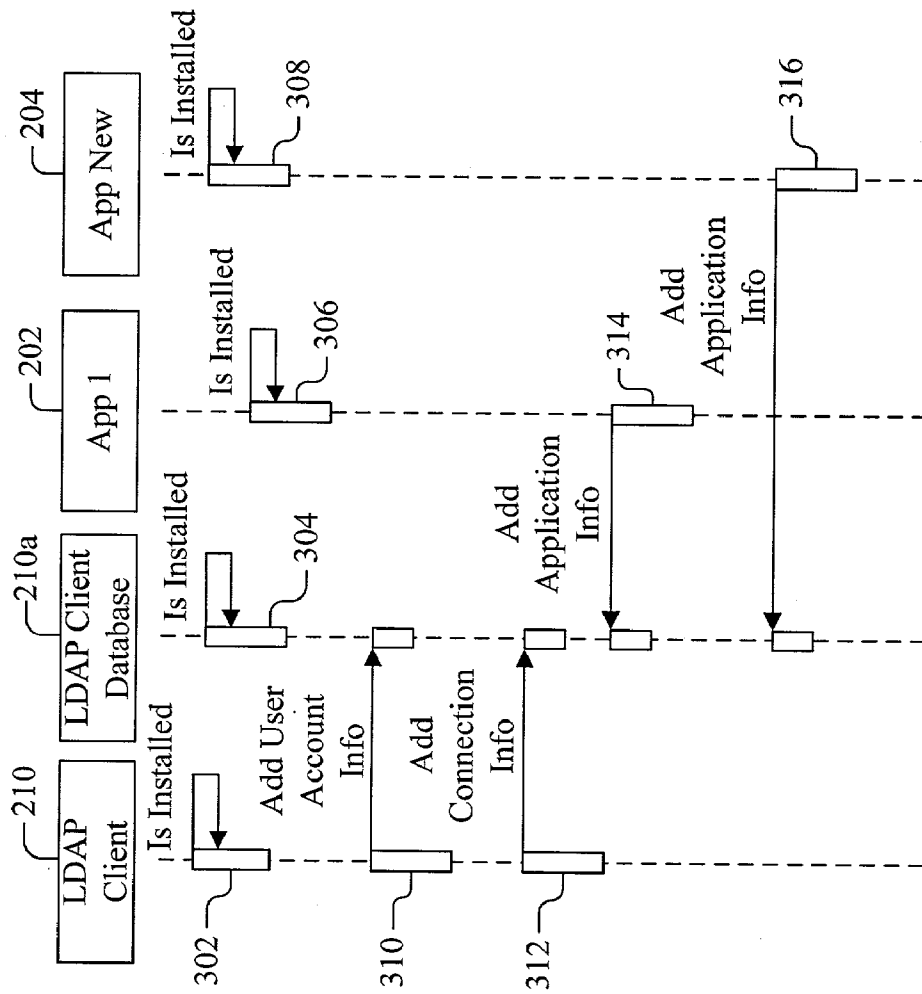 210
LDAP
Client
210a
LDAP Client
Database
202
App 1
204
App New
Is Installed
302
Is Installed
304
Is Installed
306
Is Installed
308
Add User
Account
Info
310
Add
Connection
Info
312
Add
Application
Info
314
Add
Application
Info
316